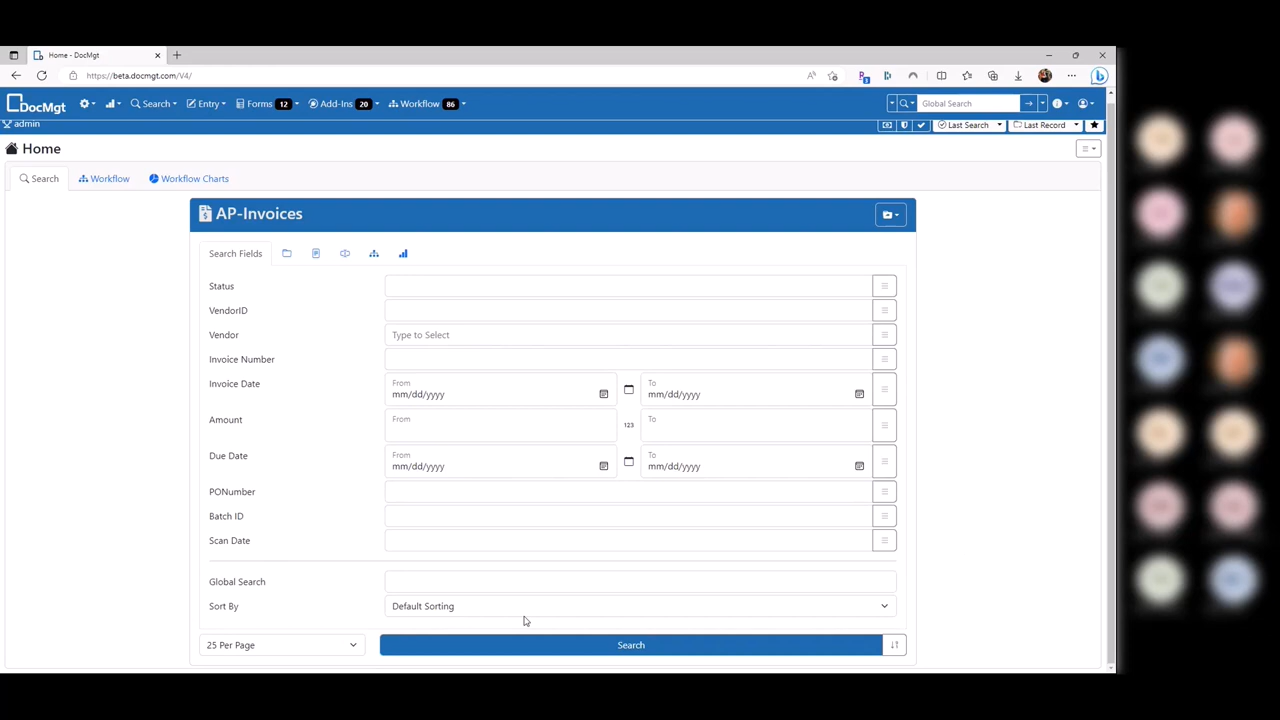 Home - DocMgt
https://beta.docmgt.com/V4/
DocMgt Search Entry Forms 12 Add-Ins 20 Workflow 86 Global Search
admin Last Search Last Record
Home
Search Workflow Workflow Charts
AP-Invoices
Search Fields
Status
VendorID
Vendor Type to Select
Invoice Number
Invoice Date From mm/dd/yyyy To mm/dd/yyyy
Amount From 123 To
Due Date From mm/dd/yyyy To mm/dd/yyyy
PONumber
Batch ID
Scan Date
Global Search
Sort By Default Sorting
25 Per Page Search